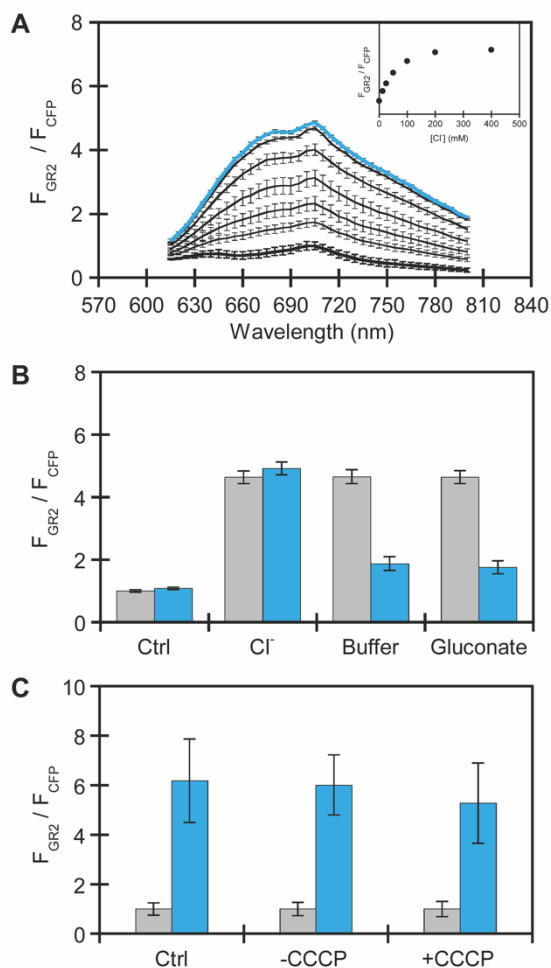 A
8
6
4
2
0
F_GR2 / F_CFP
570 600 630 660 690 720 750 780 810 840
Wavelength (nm)
F_GR2 / F_CFP
0 100 200 300 400 500
[Cl⁻] (mM)
B
8
6
4
2
0
F_GR2 / F_CFP
Ctrl Cl⁻ Buffer Gluconate
C
10
8
6
4
2
0
F_GR2 / F_CFP
Ctrl -CCCP +CCCP